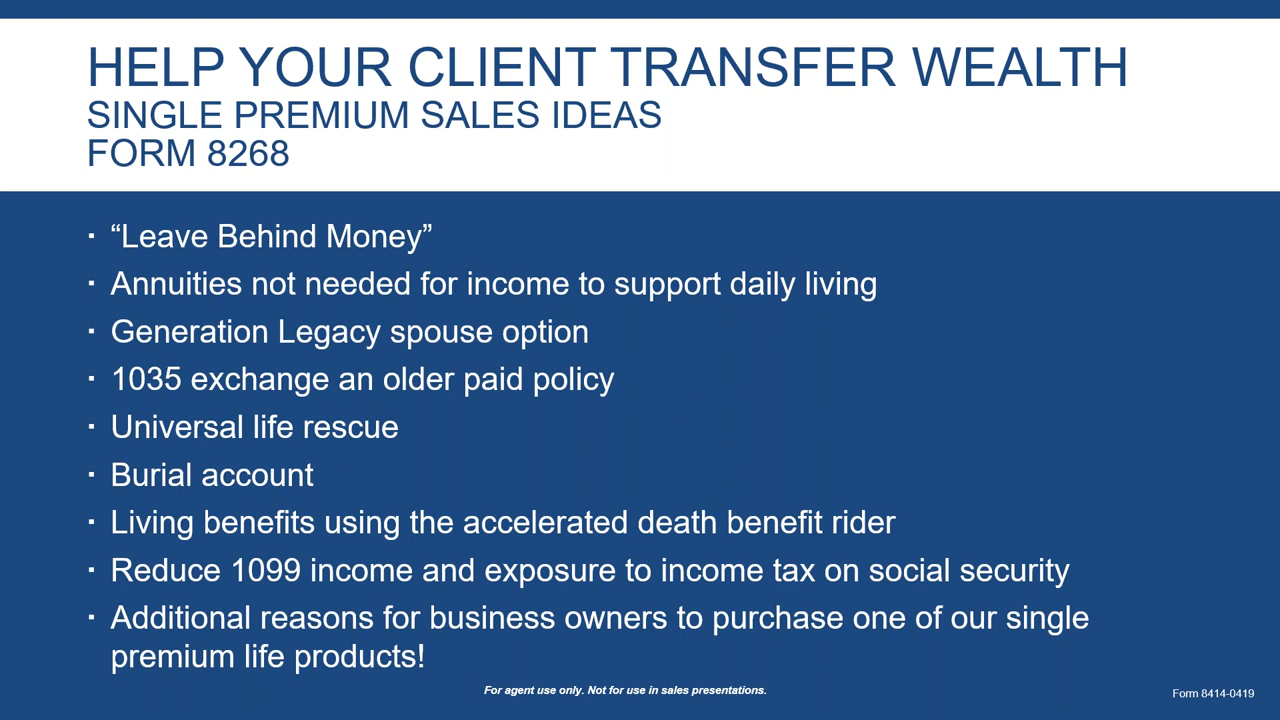 HELP YOUR CLIENT TRANSFER WEALTH
SINGLE PREMIUM SALES IDEAS
FORM 8268
▪ “Leave Behind Money”
▪ Annuities not needed for income to support daily living
▪ Generation Legacy spouse option
▪ 1035 exchange an older paid policy
▪ Universal life rescue
▪ Burial account
▪ Living benefits using the accelerated death benefit rider
▪ Reduce 1099 income and exposure to income tax on social security
▪ Additional reasons for business owners to purchase one of our single
premium life products!
For agent use only. Not for use in sales presentations.
Form 8414-0419